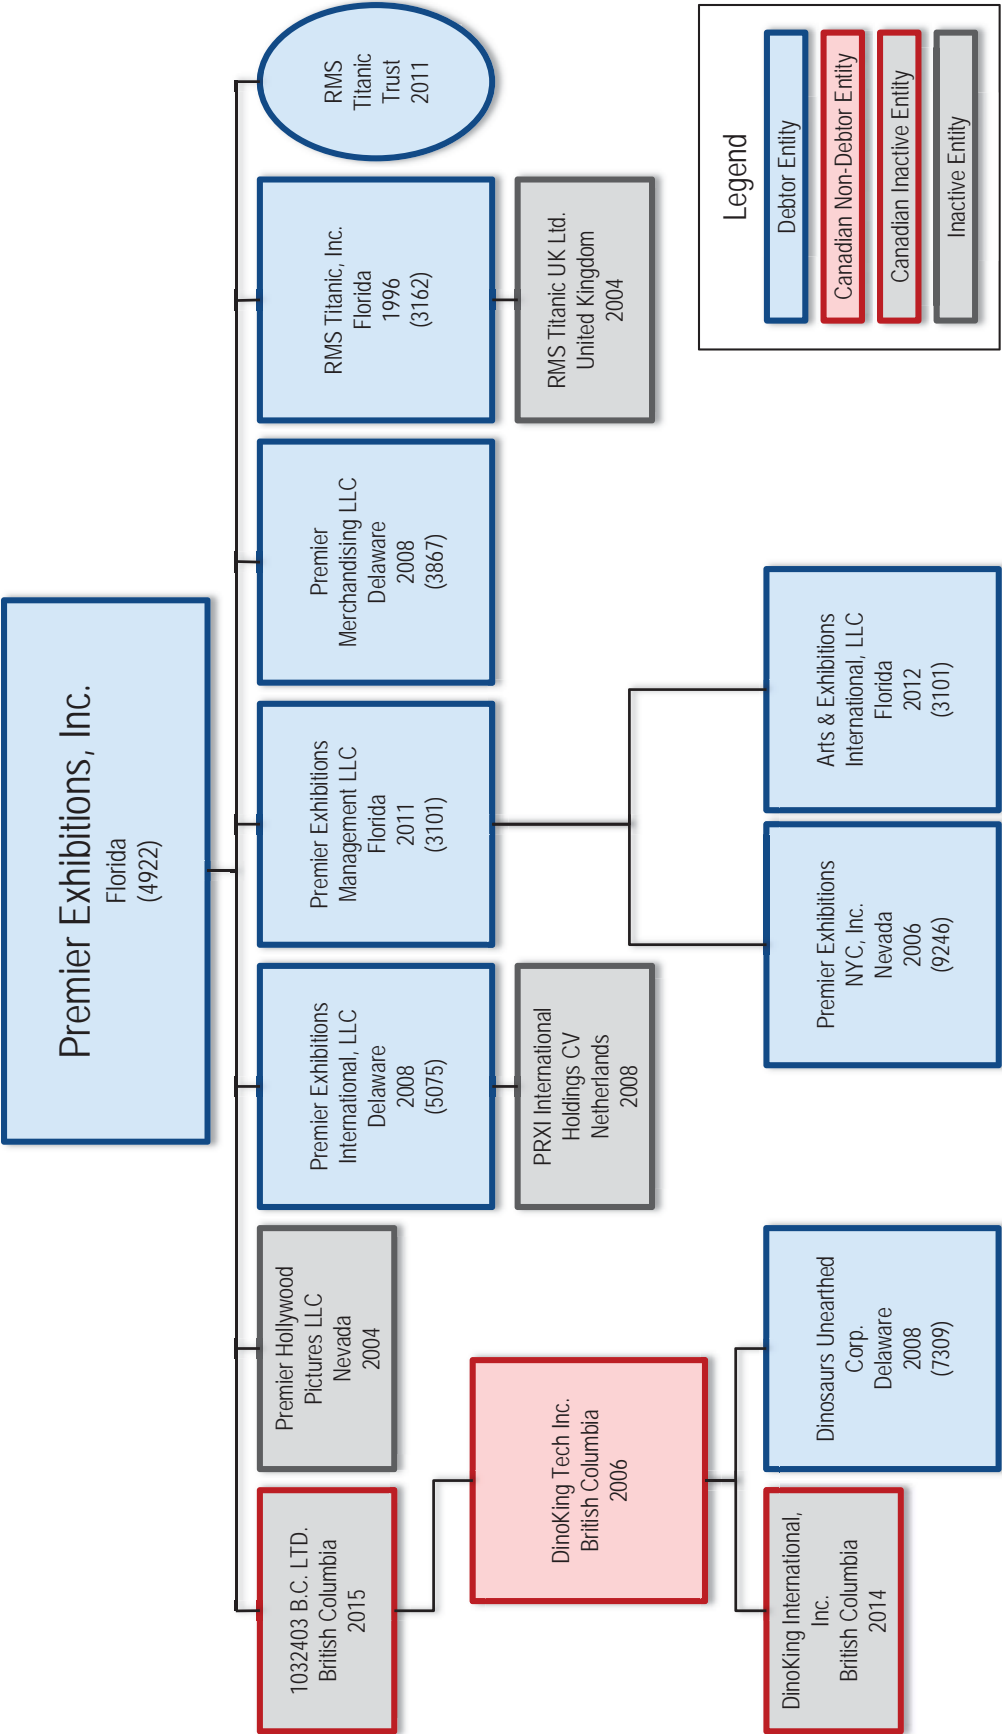 Premier Exhibitions, Inc.
Florida
(4922)
1032403 B.C. LTD.
British Columbia
2015
Premier Hollywood
Pictures LLC
Nevada
2004
Premier Exhibitions
International, LLC
Delaware
2008
(5075)
Premier Exhibitions
Management LLC
Florida
2011
(3101)
Premier
Merchandising LLC
Delaware
2008
(3867)
RMS Titanic, Inc.
Florida
1996
(3162)
RMS
Titanic
Trust
2011
DinoKing Tech Inc.
British Columbia
2006
PRXI International
Holdings CV
Netherlands
2008
RMS Titanic UK Ltd.
United Kingdom
2004
DinoKing International,
Inc.
British Columbia
2014
Dinosaurs Unearthed
Corp.
Delaware
2008
(7309)
Premier Exhibitions
NYC, Inc.
Nevada
2006
(9246)
Arts & Exhibitions
International, LLC
Florida
2012
(3101)
Legend
Debtor Entity
Canadian Non-Debtor Entity
Canadian Inactive Entity
Inactive Entity